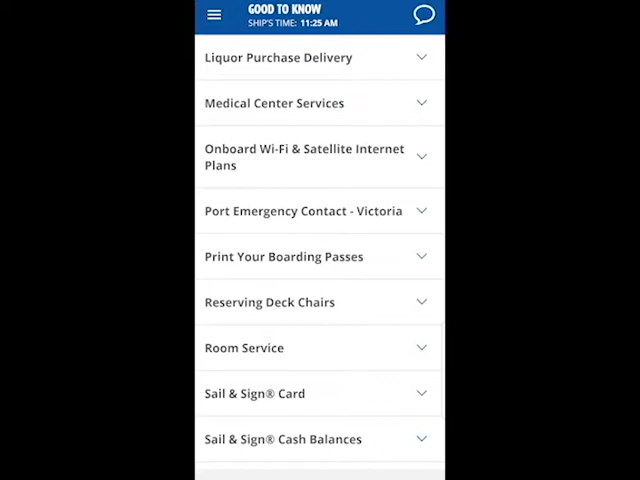 GOOD TO KNOW
SHIP'S TIME: 11:25 AM
Liquor Purchase Delivery
Medical Center Services
Onboard Wi-Fi & Satellite Internet
Plans
Port Emergency Contact - Victoria
Print Your Boarding Passes
Reserving Deck Chairs
Room Service
Sail & Sign® Card
Sail & Sign® Cash Balances